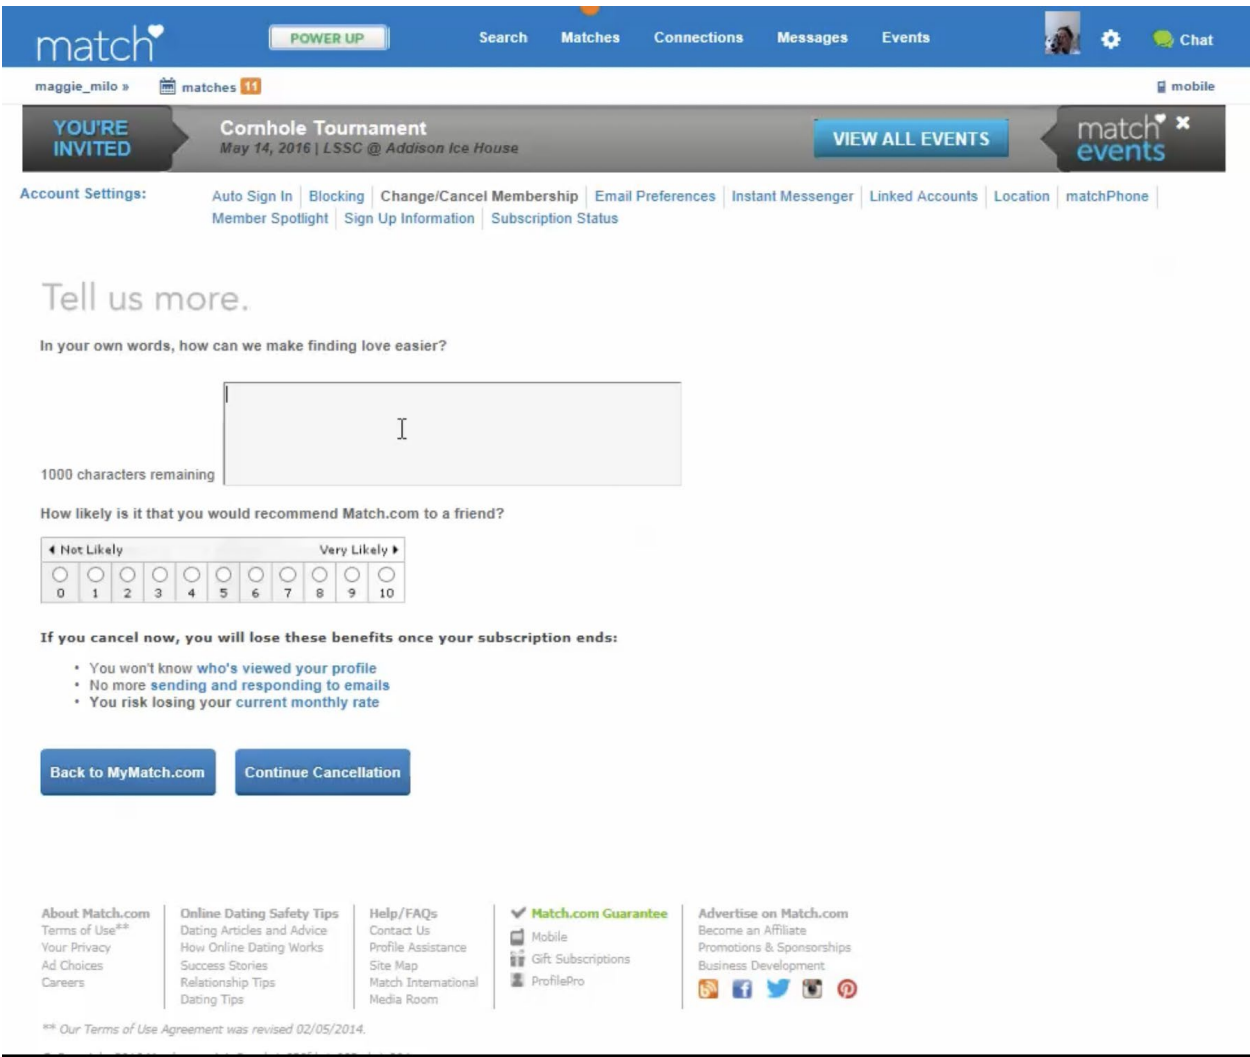 match
POWER UP
Search
Matches
Connections
Messages
Events
Chat
maggie_milo »
matches 11
mobile
YOU'RE
INVITED
Cornhole Tournament
May 14, 2016 | LSSC @ Addison Ice House
VIEW ALL EVENTS
match
events
Account Settings:
Auto Sign In | Blocking | Change/Cancel Membership | Email Preferences | Instant Messenger | Linked Accounts | Location | matchPhone |
Member Spotlight | Sign Up Information | Subscription Status
Tell us more.
In your own words, how can we make finding love easier?
1000 characters remaining
How likely is it that you would recommend Match.com to a friend?
Not Likely
Very Likely
0 1 2 3 4 5 6 7 8 9 10
If you cancel now, you will lose these benefits once your subscription ends:
• You won't know who's viewed your profile
• No more sending and responding to emails
• You risk losing your current monthly rate
Back to MyMatch.com
Continue Cancellation
About Match.com
Terms of Use**
Your Privacy
Ad Choices
Careers
Online Dating Safety Tips
Dating Articles and Advice
How Online Dating Works
Success Stories
Relationship Tips
Dating Tips
Help/FAQs
Contact Us
Profile Assistance
Site Map
Match International
Media Room
Match.com Guarantee
Mobile
Gift Subscriptions
ProfilePro
Advertise on Match.com
Become an Affiliate
Promotions & Sponsorships
Business Development
** Our Terms of Use Agreement was revised 02/05/2014.